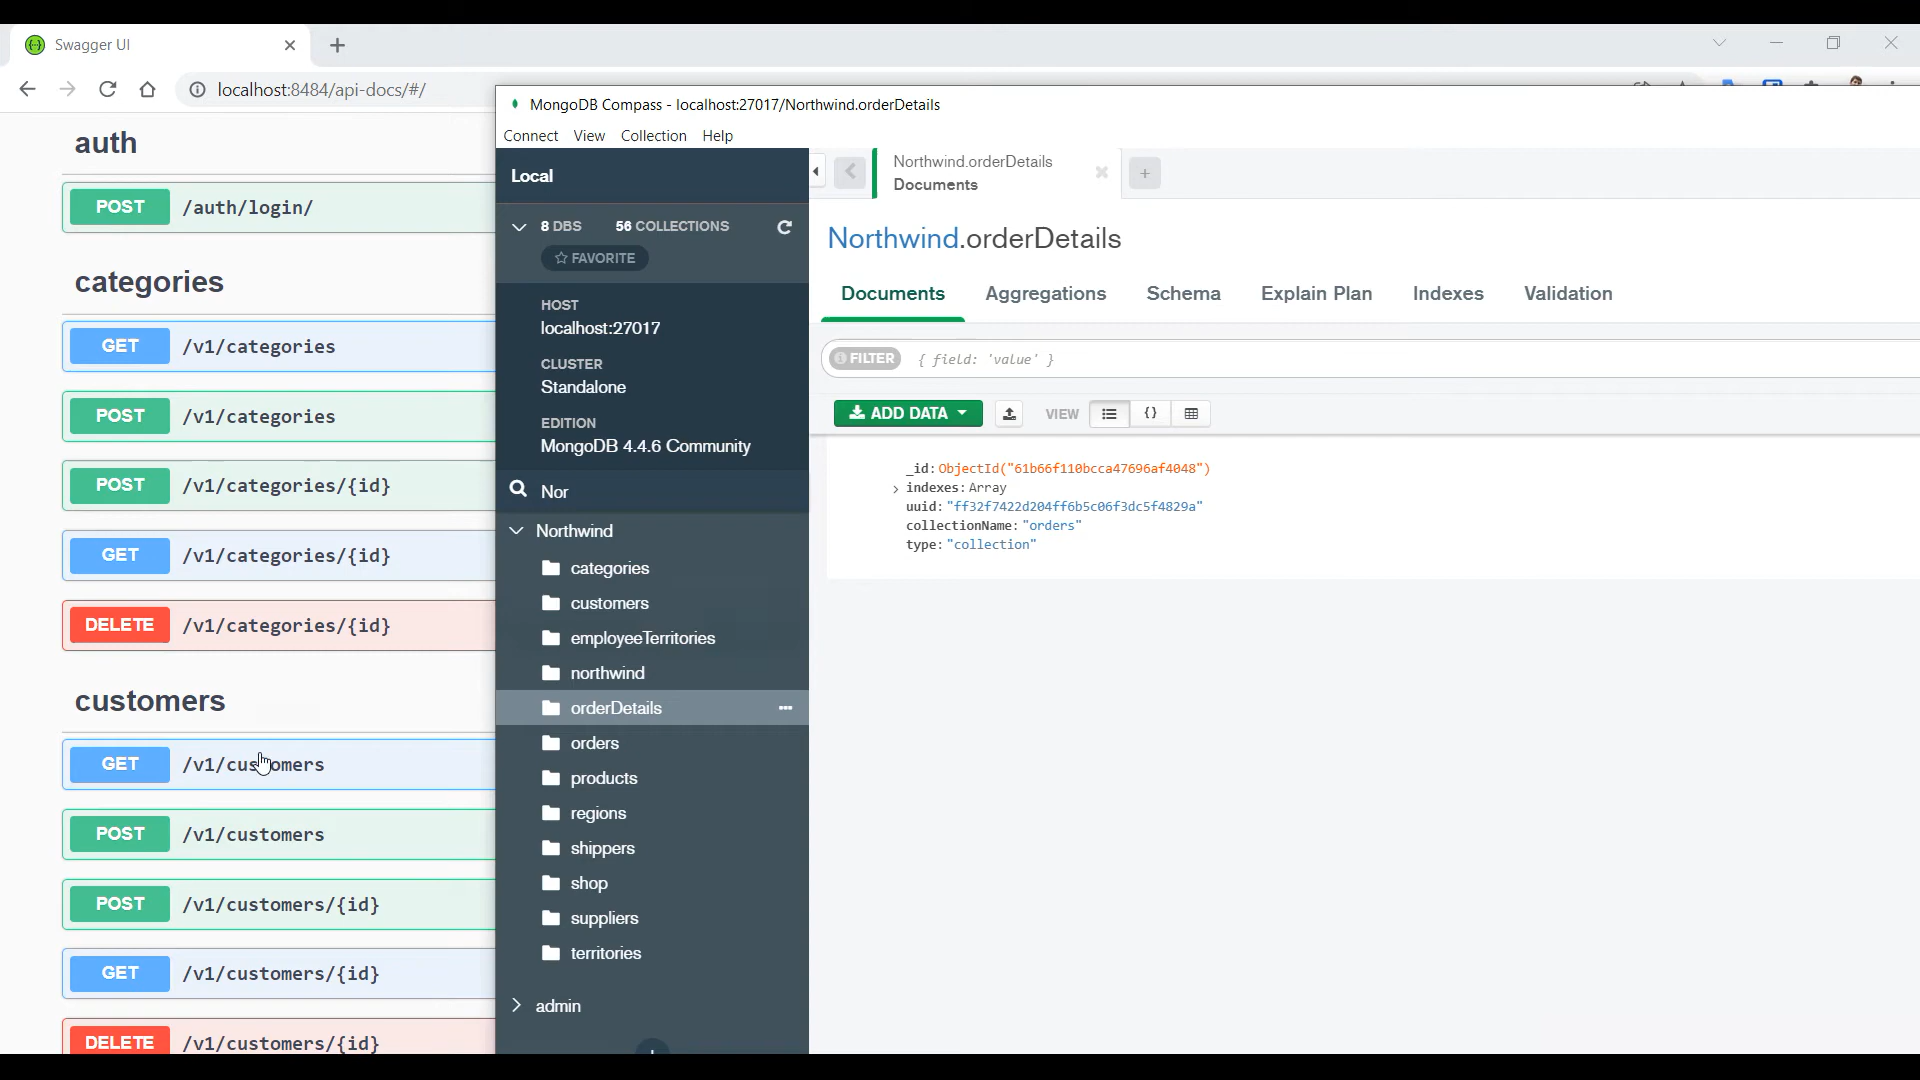 Swagger UI
localhost:8484/api-docs/#/
auth
POST /auth/login/
categories
GET /v1/categories
POST /v1/categories
POST /v1/categories/{id}
GET /v1/categories/{id}
DELETE /v1/categories/{id}
customers
GET /v1/customers
POST /v1/customers
POST /v1/customers/{id}
GET /v1/customers/{id}
DELETE /v1/customers/{id}
MongoDB Compass - localhost:27017/Northwind.orderDetails
Connect View Collection Help
Local
8 DBS 56 COLLECTIONS
FAVORITE
HOST
localhost:27017
CLUSTER
Standalone
EDITION
MongoDB 4.4.6 Community
Nor
Northwind
categories
customers
employeeTerritories
northwind
orderDetails
orders
products
regions
shippers
shop
suppliers
territories
admin
Northwind.orderDetails
Documents
Northwind.orderDetails
Documents Aggregations Schema Explain Plan Indexes Validation
FILTER { field: 'value' }
ADD DATA VIEW {}
_id: ObjectId("61b66f110bcca47696af4048")
indexes: Array
uuid: "ff32f7422d204ff6b5c06f3dc5f4829a"
collectionName: "orders"
type: "collection"